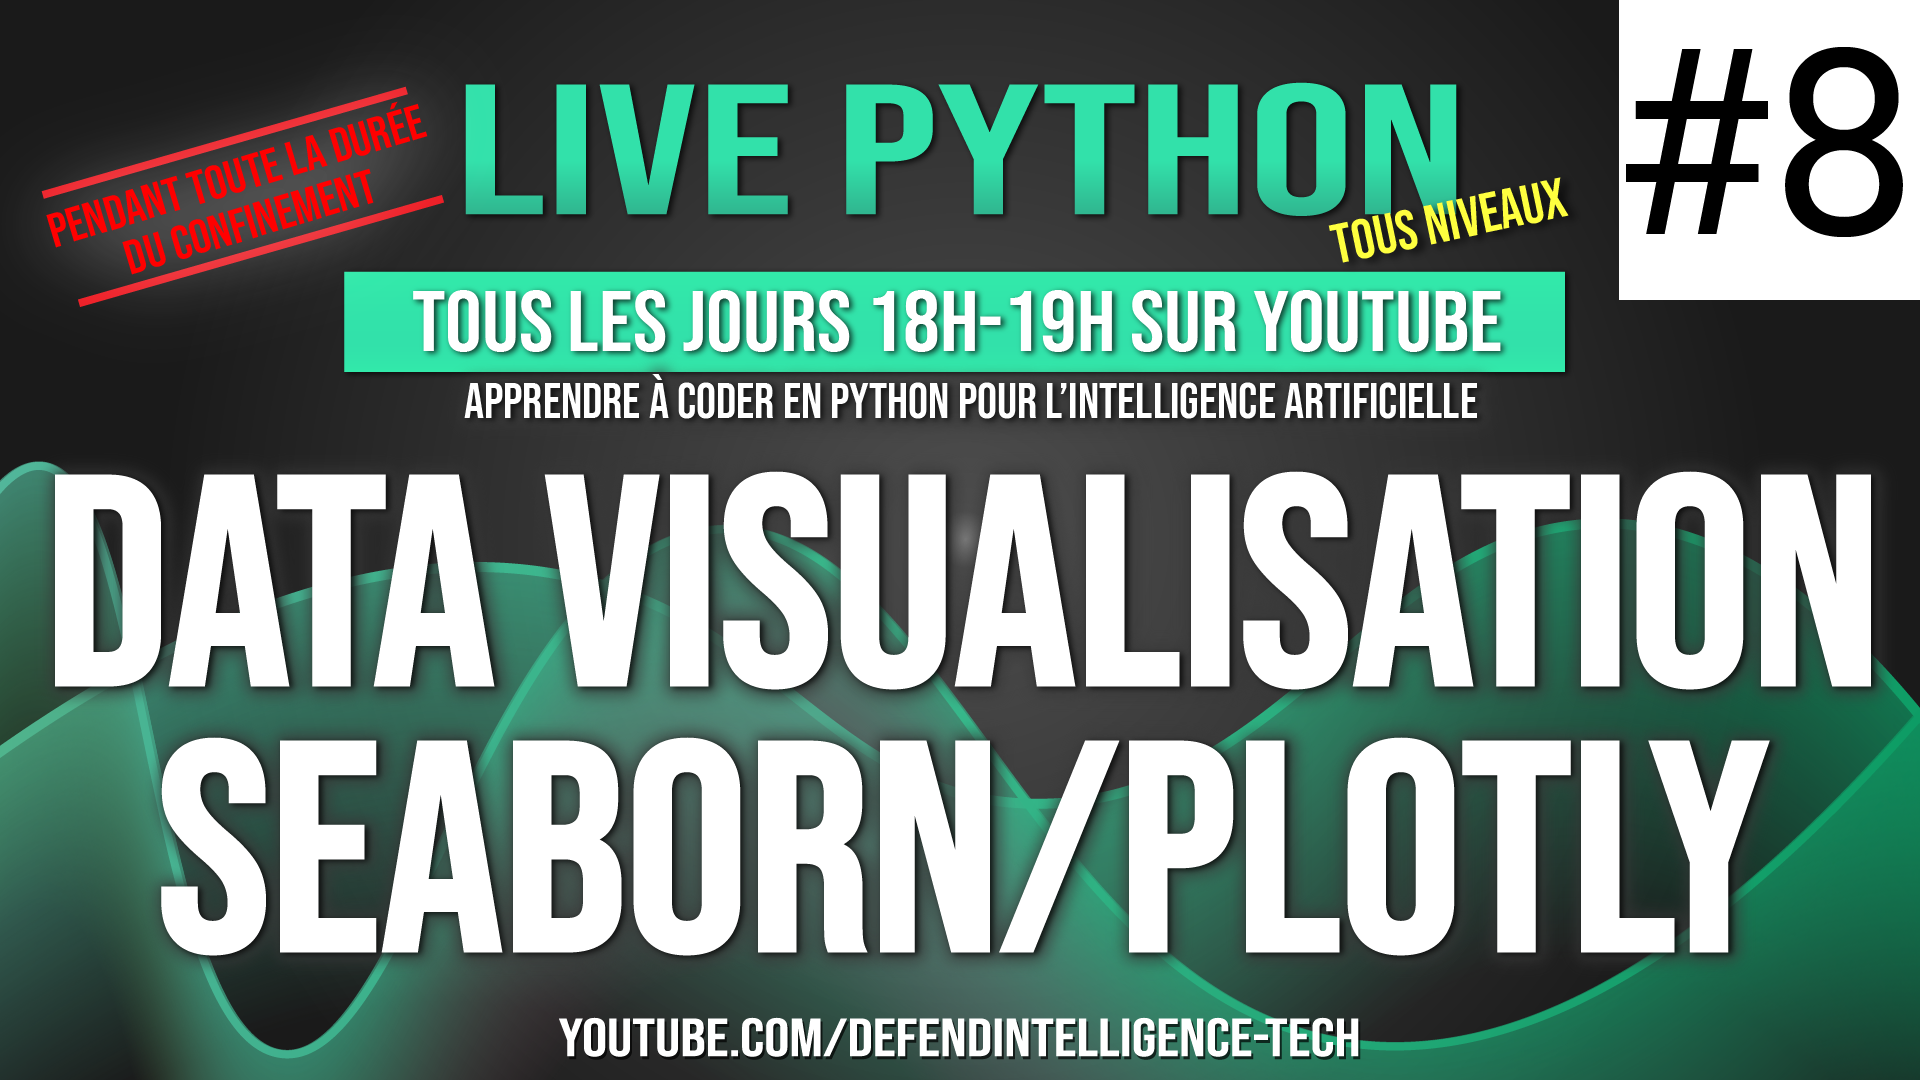 #8
LIVE PYTHON
PENDANT TOUTE LA DURÉE
DU CONFINEMENT
TOUS NIVEAUX
TOUS LES JOURS 18H-19H SUR YOUTUBE
APPRENDRE À CODER EN PYTHON POUR L'INTELLIGENCE ARTIFICIELLE
DATA VISUALISATION
SEABORN/PLOTLY
YOUTUBE.COM/DEFENDINTELLIGENCE-TECH